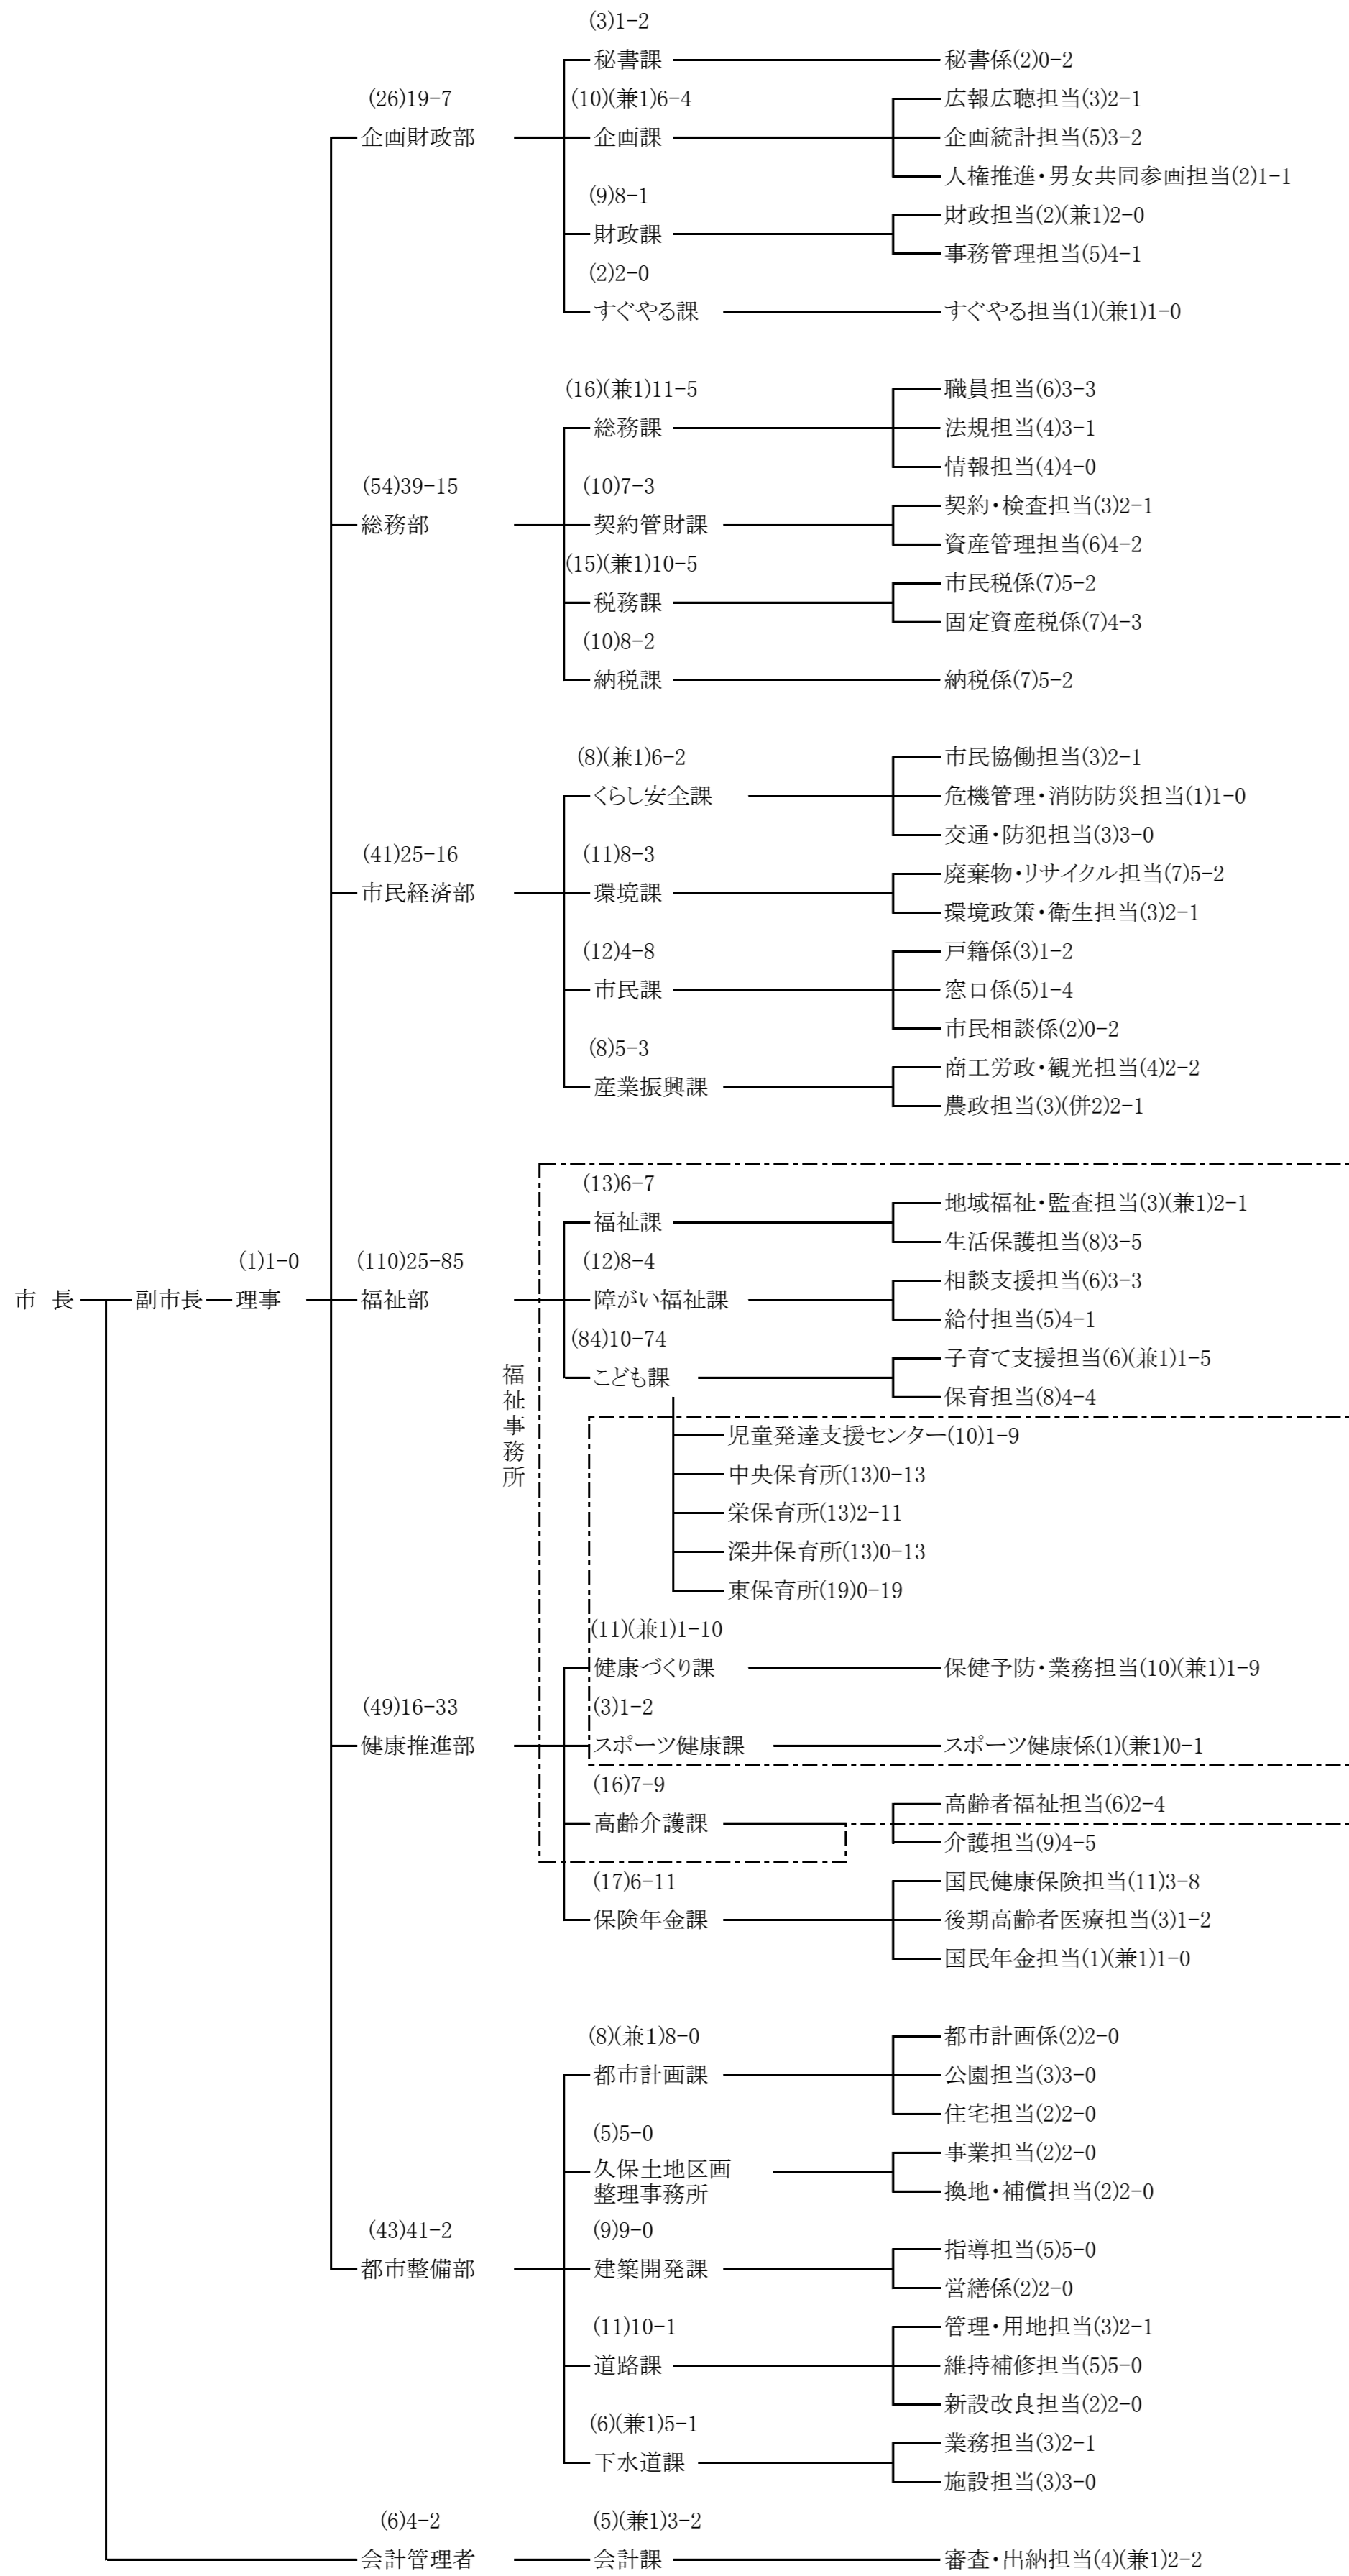 (3)1-2
秘書課 秘書係(2)0-2
(26)19-7 (10)(兼1)6-4 広報広聴担当(3)2-1
企画財政部 企画課 企画統計担当(5)3-2
人権推進・男女共同参画担当(2)1-1
(9)8-1 財政担当(2)(兼1)2-0
財政課
事務管理担当(5)4-1
(2)2-0
すぐやる課 すぐやる担当(1)(兼1)1-0
(16)(兼1)11-5 職員担当(6)3-3
総務課 法規担当(4)3-1
情報担当(4)4-0
(54)39-15 (10)7-3 契約・検査担当(3)2-1
総務部 契約管財課
資産管理担当(6)4-2
(15)(兼1)10-5 市民税係(7)5-2
税務課
固定資産税係(7)4-3
(10)8-2
納税課 納税係(7)5-2
(8)(兼1)6-2 市民協働担当(3)2-1
くらし安全課 危機管理・消防防災担当(1)1-0
交通・防犯担当(3)3-0
(41)25-16 (11)8-3 廃棄物・リサイクル担当(7)5-2
市民経済部 環境課
環境政策・衛生担当(3)2-1
(12)4-8 戸籍係(3)1-2
市民課 窓口係(5)1-4
市民相談係(2)0-2
(8)5-3 商工労政・観光担当(4)2-2
産業振興課
農政担当(3)(併2)2-1
(13)6-7 地域福祉・監査担当(3)(兼1)2-1
福祉課
生活保護担当(8)3-5
(1)1-0 (110)25-85 (12)8-4 相談支援担当(6)3-3
市 長 副市長 理事 福祉部 障がい福祉課
給付担当(5)4-1
(84)10-74 子育て支援担当(6)(兼1)1-5
こども課
保育担当(8)4-4
福祉事務所
児童発達支援センター(10)1-9
中央保育所(13)0-13
栄保育所(13)2-11
深井保育所(13)0-13
東保育所(19)0-19
(11)(兼1)1-10
健康づくり課 保健予防・業務担当(10)(兼1)1-9
(49)16-33 (3)1-2
健康推進部 スポーツ健康課 スポーツ健康係(1)(兼1)0-1
(16)7-9 高齢者福祉担当(6)2-4
高齢介護課
介護担当(9)4-5
(17)6-11 国民健康保険担当(11)3-8
保険年金課 後期高齢者医療担当(3)1-2
国民年金担当(1)(兼1)1-0
(8)(兼1)8-0 都市計画係(2)2-0
都市計画課 公園担当(3)3-0
住宅担当(2)2-0
(5)5-0 事業担当(2)2-0
久保土地区画
整理事務所 換地・補償担当(2)2-0
(43)41-2 (9)9-0 指導担当(5)5-0
都市整備部 建築開発課
営繕係(2)2-0
(11)10-1 管理・用地担当(3)2-1
道路課 維持補修担当(5)5-0
新設改良担当(2)2-0
(6)(兼1)5-1 業務担当(3)2-1
下水道課
施設担当(3)3-0
(6)4-2 (5)(兼1)3-2
会計管理者 会計課 審査・出納担当(4)(兼1)2-2